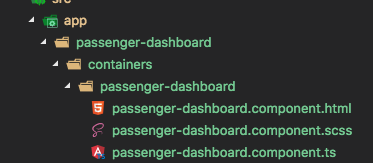 src
app
passenger-dashboard
containers
passenger-dashboard
passenger-dashboard.component.html
passenger-dashboard.component.scss
passenger-dashboard.component.ts